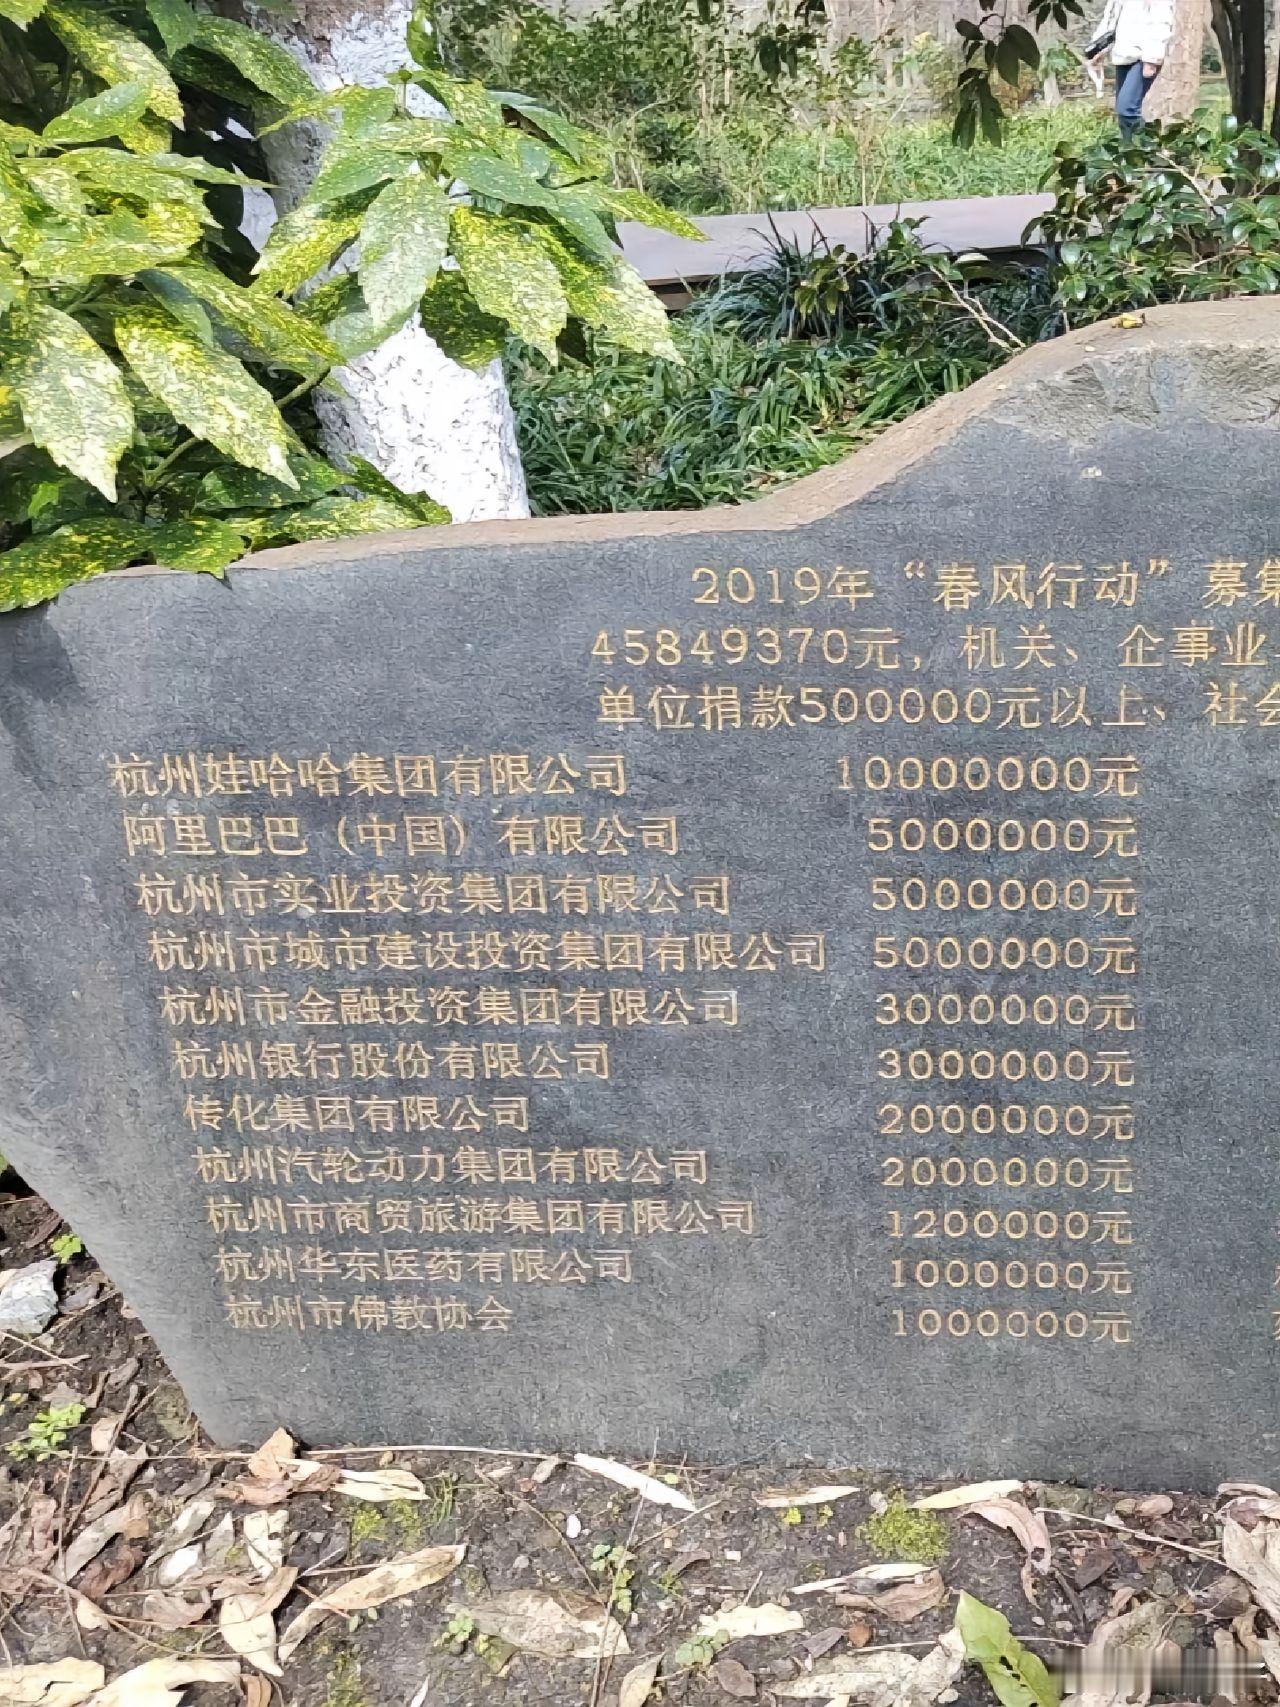 2019年“春风行动”募集
45849370元，机关、企事业
单位捐款500000元以上、社会
杭州娃哈哈集团有限公司 10000000元
阿里巴巴（中国）有限公司 5000000元
杭州市实业投资集团有限公司 5000000元
杭州市城市建设投资集团有限公司 5000000元
杭州市金融投资集团有限公司 3000000元
杭州银行股份有限公司 3000000元
传化集团有限公司 2000000元
杭州汽轮动力集团有限公司 2000000元
杭州市商贸旅游集团有限公司 1200000元
杭州华东医药有限公司 1000000元
杭州市佛教协会 1000000元